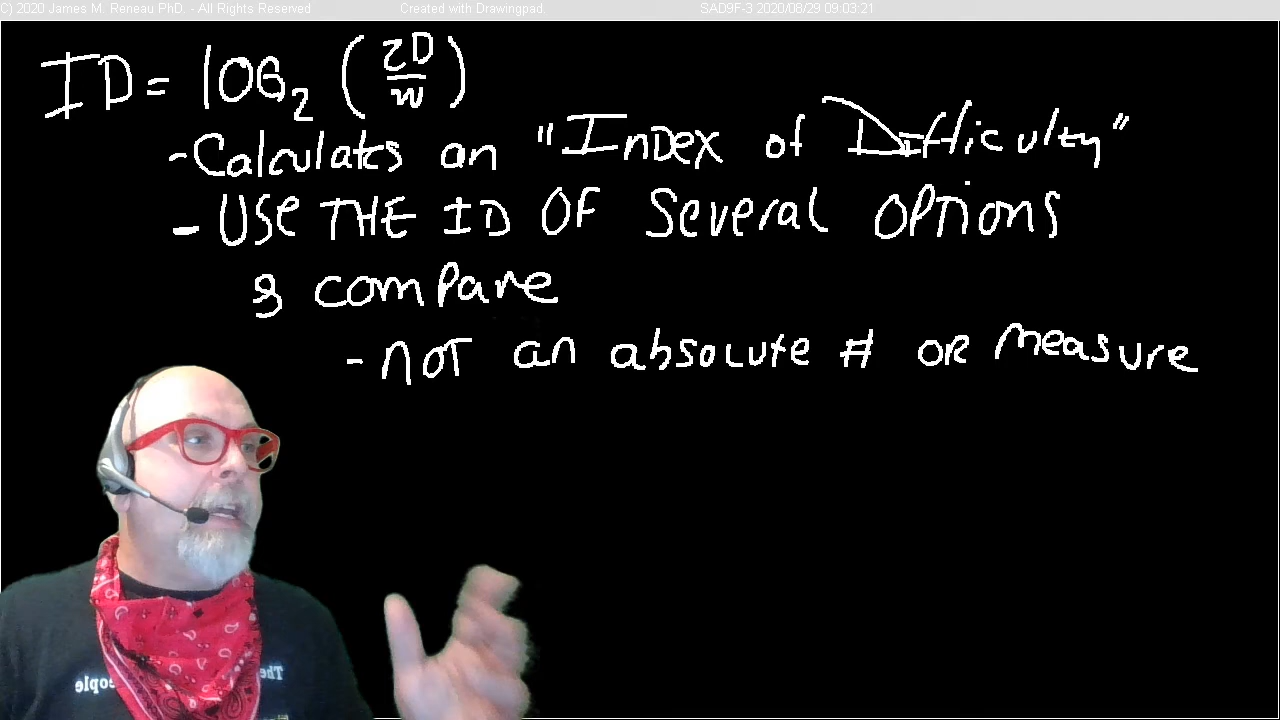 (C) 2020 James M. Reneau PhD. - All Rights Reserved Created with Drawingpad. SAD9F-3 2020/08/29 09:03:21
ID = LOG2 (2D/W)
- Calculates an "Index of Difficulty"
- USE THE ID OF Several OPTIONS
& compare
- NOT an absolute # OR measure
The
eople